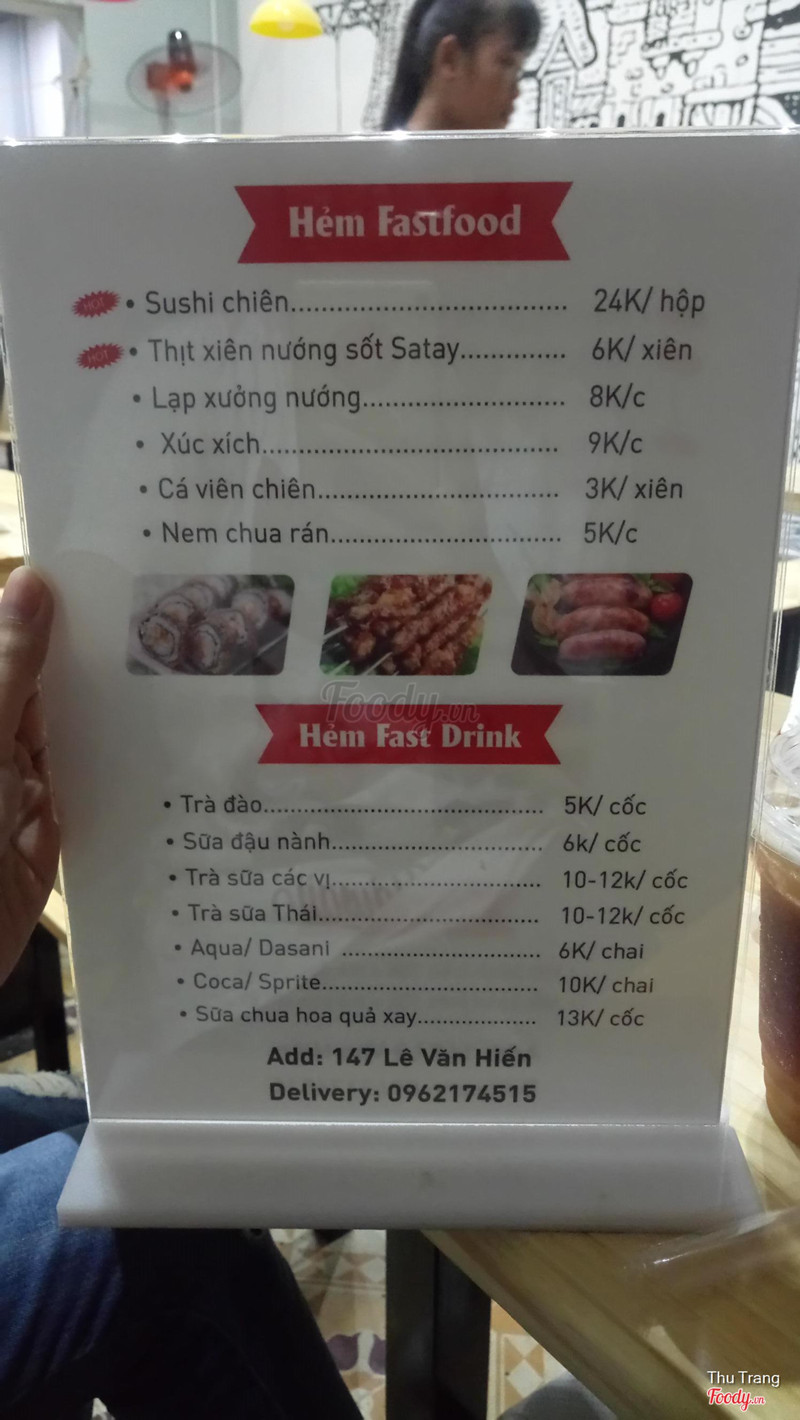 Hẻm Fastfood
HOT • Sushi chiên..................................... 24K/ hộp
HOT • Thịt xiên nướng sốt Satay.............. 6K/ xiên
• Lạp xưởng nướng........................... 8K/c
• Xúc xích....................................... 9K/c
• Cá viên chiên................................ 3K/ xiên
• Nem chua rán............................... 5K/c
Foody.vn
Hẻm Fast Drink
• Trà đào..................................... 5K/ cốc
• Sữa đậu nành............................ 6k/ cốc
• Trà sữa các vị............................ 10-12k/ cốc
• Trà sữa Thái.............................. 10-12k/ cốc
• Aqua/ Dasani ........................... 6K/ chai
• Coca/ Sprite.............................. 10K/ chai
• Sữa chua hoa quả xay................... 13K/ cốc
Add: 147 Lê Văn Hiến
Delivery: 0962174515
Thu Trang
Foody.vn